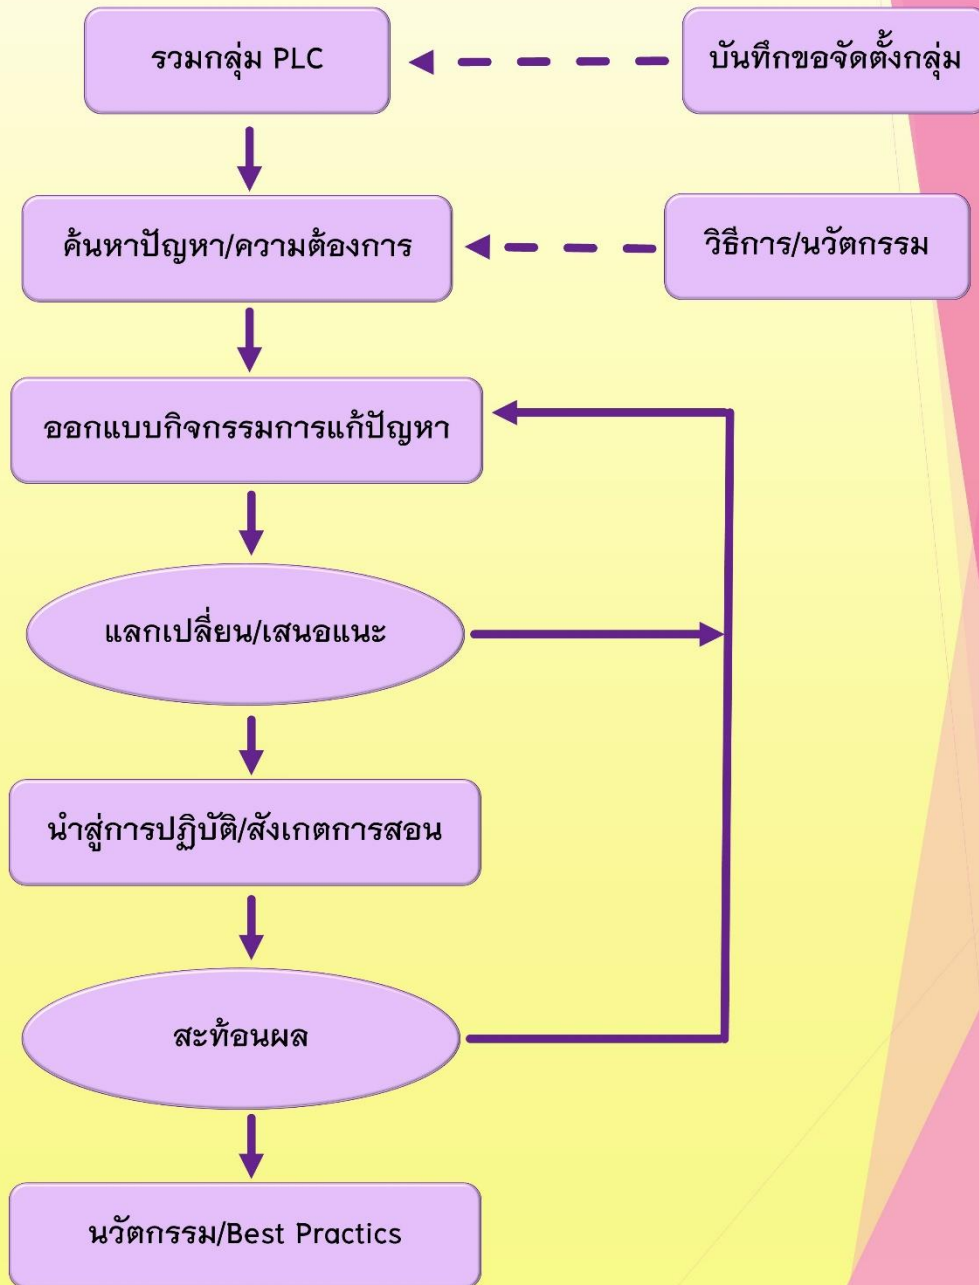 รวมกลุ่ม PLC
บันทึกขอจัดตั้งกลุ่ม
ค้นหาปัญหา/ความต้องการ
วิธีการ/นวัตกรรม
ออกแบบกิจกรรมการแก้ปัญหา
แลกเปลี่ยน/เสนอแนะ
นำสู่การปฏิบัติ/สังเกตการสอน
สะท้อนผล
นวัตกรรม/Best Practics